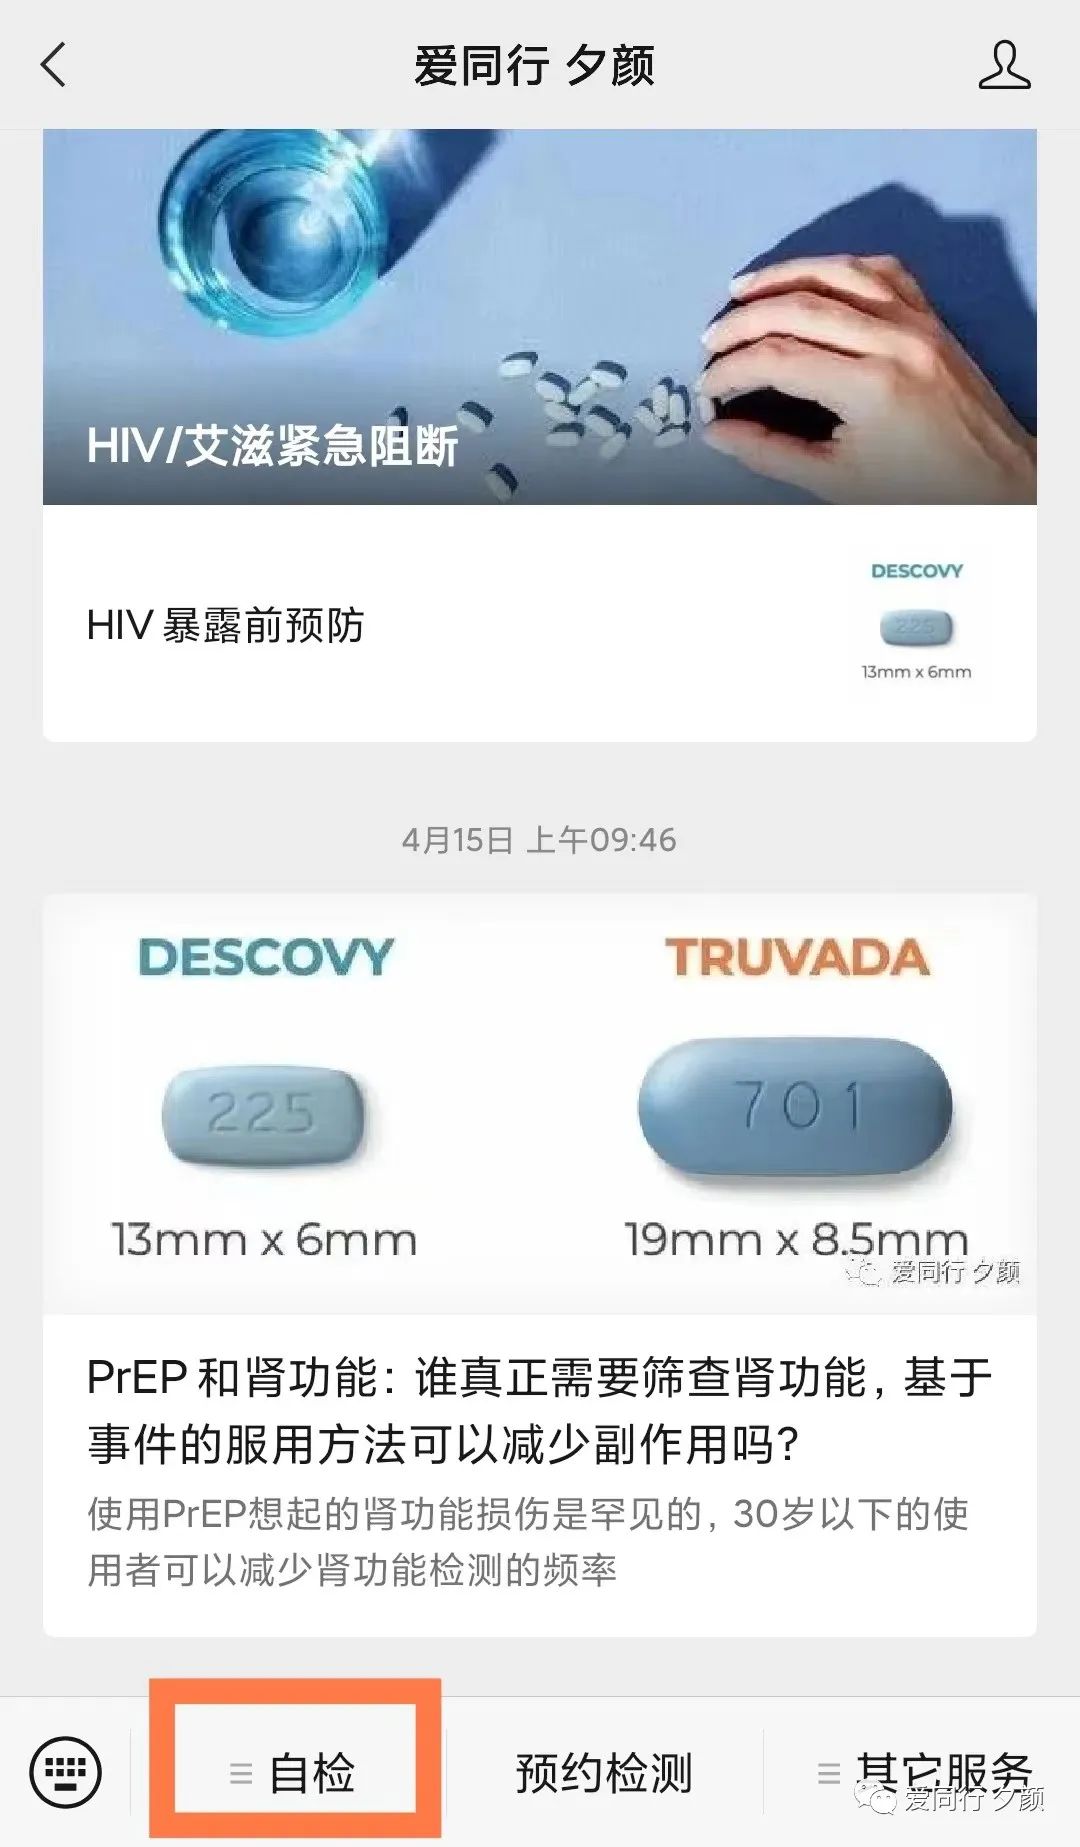 爱同行 夕颜
HIV/艾滋紧急阻断
HIV 暴露前预防
DESCOVY
225
13mm x 6mm
4月15日 上午09:46
DESCOVY
TRUVADA
225
701
13mm x 6mm
19mm x 8.5mm
爱同行 夕颜
PrEP 和肾功能：谁真正需要筛查肾功能，基于
事件的服用方法可以减少副作用吗？
使用PrEP想起的肾功能损伤是罕见的，30岁以下的使
用者可以减少肾功能检测的频率
自检
预约检测
其它服务
爱同行 夕颜